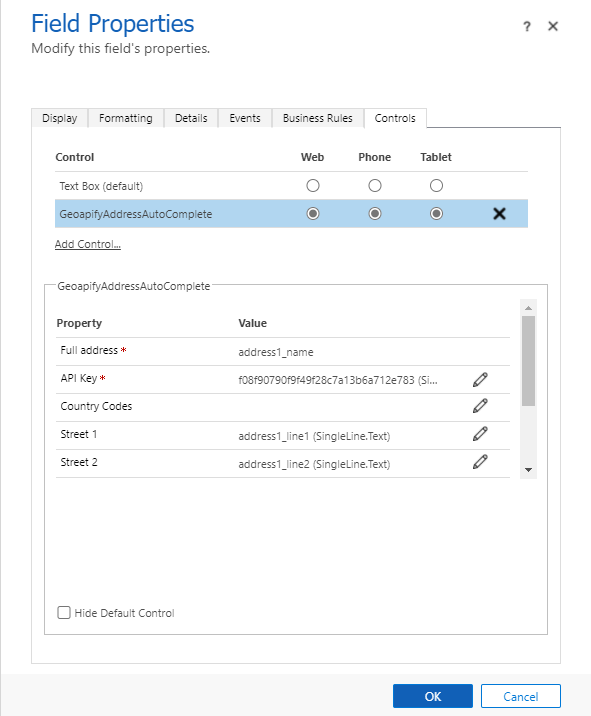 Field Properties
?
Modify this field's properties.
Display Formatting Details Events Business Rules Controls
Control Web Phone Tablet
Text Box (default)
GeoapifyAddressAutoComplete
Add Control...
GeoapifyAddressAutoComplete
Property Value
Full address * address1_name
API Key * f08f90790f9f49f28c7a13b6a712e783 (Si...
Country Codes
Street 1 address1_line1 (SingleLine.Text)
Street 2 address1_line2 (SingleLine.Text)
Hide Default Control
OK Cancel